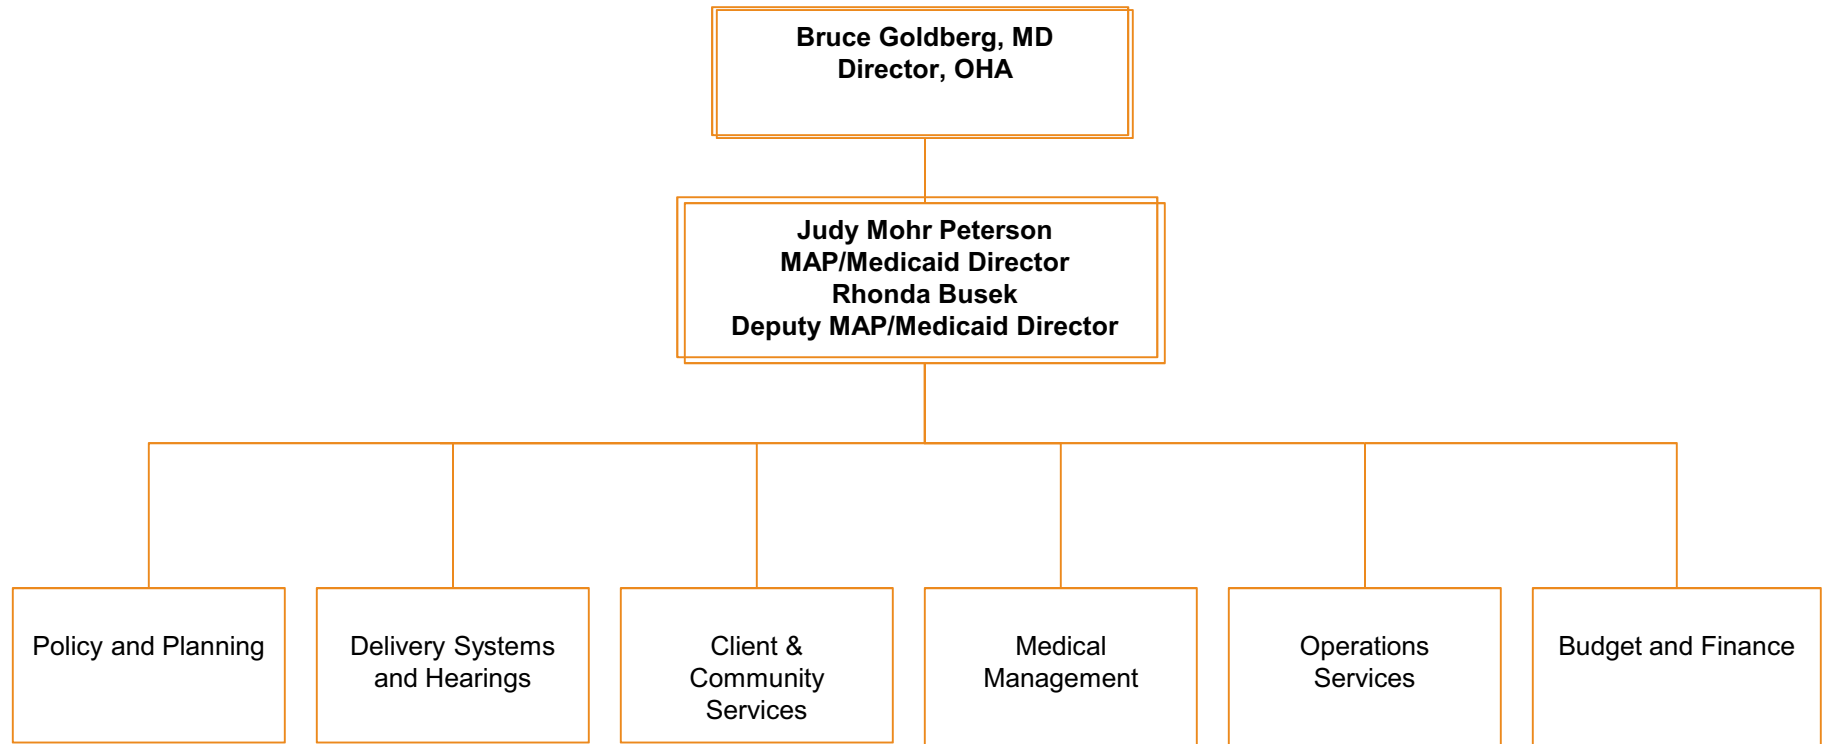 Bruce Goldberg, MD
Director, OHA
Judy Mohr Peterson
MAP/Medicaid Director
Rhonda Busek
Deputy MAP/Medicaid Director
Policy and Planning
Delivery Systems
and Hearings
Client &
Community
Services
Medical
Management
Operations
Services
Budget and Finance